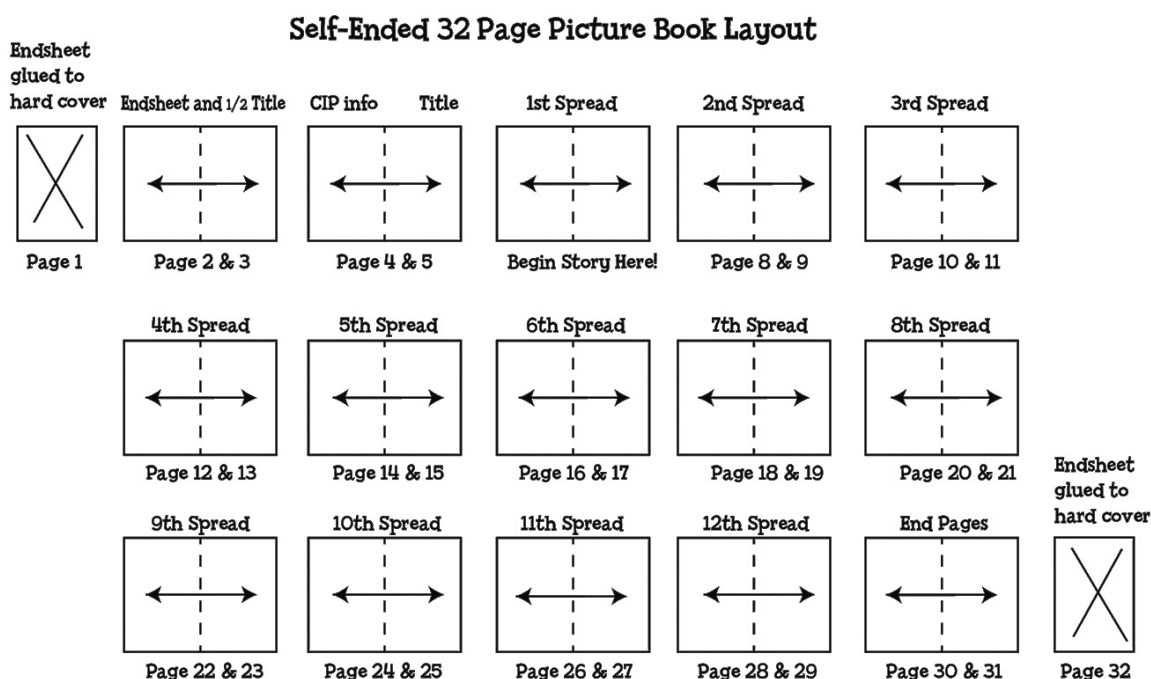 Self-Ended 32 Page Picture Book Layout
Endsheet
glued to
hard cover
Endsheet and 1/2 Title
CIP info
Title
1st Spread
2nd Spread
3rd Spread
Page 1
Page 2 & 3
Page 4 & 5
Begin Story Here!
Page 8 & 9
Page 10 & 11
4th Spread
5th Spread
6th Spread
7th Spread
8th Spread
Page 12 & 13
Page 14 & 15
Page 16 & 17
Page 18 & 19
Page 20 & 21
9th Spread
10th Spread
11th Spread
12th Spread
End Pages
Endsheet
glued to
hard cover
Page 22 & 23
Page 24 & 25
Page 26 & 27
Page 28 & 29
Page 30 & 31
Page 32